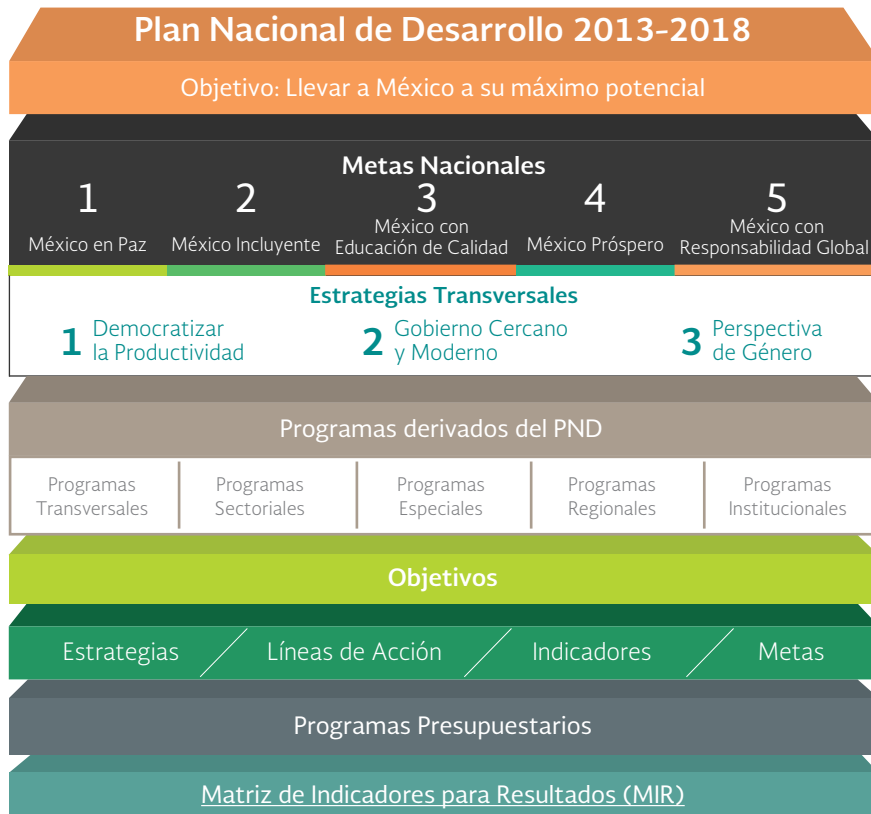 Plan Nacional de Desarrollo 2013-2018
Objetivo: Llevar a México a su máximo potencial
Metas Nacionales
1
México en Paz
2
México Incluyente
3
México con
Educación de Calidad
4
México Próspero
5
México con
Responsabilidad Global
Estrategias Transversales
1 Democratizar
la Productividad
2 Gobierno Cercano
y Moderno
3 Perspectiva
de Género
Programas derivados del PND
Programas
Transversales
Programas
Sectoriales
Programas
Especiales
Programas
Regionales
Programas
Institucionales
Objetivos
Estrategias
Líneas de Acción
Indicadores
Metas
Programas Presupuestarios
Matriz de Indicadores para Resultados (MIR)